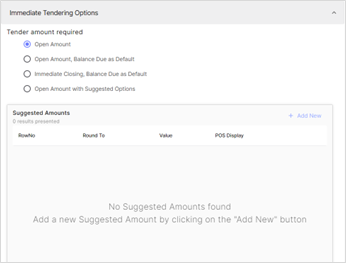 Immediate Tendering Options
Tender amount required
Open Amount
Open Amount, Balance Due as Default
Immediate Closing, Balance Due as Default
Open Amount with Suggested Options
Suggested Amounts
0 results presented
+ Add New
RowNo Round To Value POS Display
No Suggested Amounts found
Add a new Suggested Amount by clicking on the "Add New" button